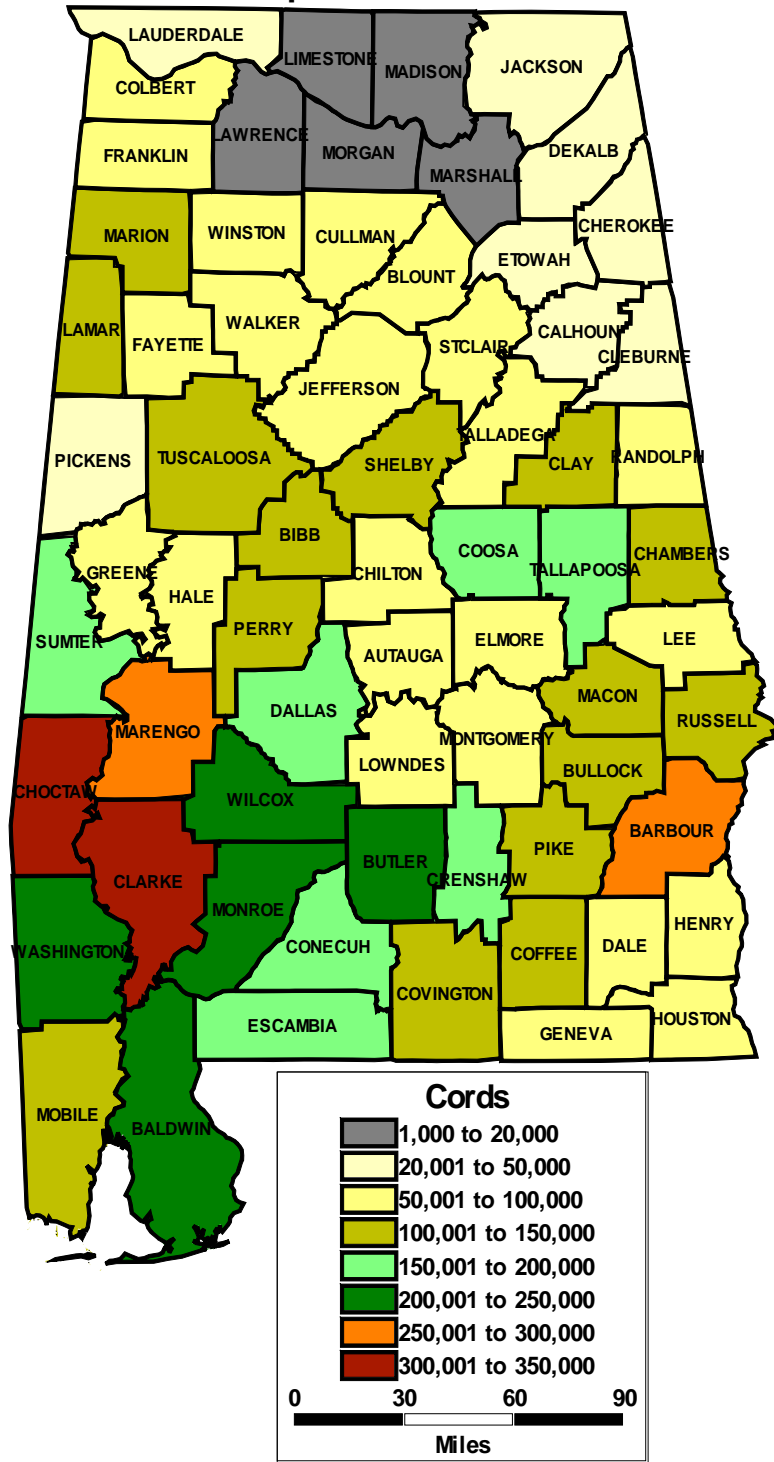 LAUDERDALE
LIMESTONE
MADISON
JACKSON
COLBERT
LAWRENCE
MORGAN
FRANKLIN
DEKALB
MARSHALL
CHEROKEE
MARION
WINSTON
CULLMAN
ETOWAH
BLOUNT
LAMAR
FAYETTE
WALKER
STCLAIR
CALHOUN
CLEBURNE
JEFFERSON
PICKENS
TUSCALOOSA
SHELBY
TALLADEGA
CLAY
RANDOLPH
BIBB
COOSA
CHAMBERS
TALLAPOOSA
GREENE
HALE
CHILTON
SUMTER
PERRY
AUTAUGA
ELMORE
LEE
MACON
DALLAS
RUSSELL
MARENGO
MONTGOMERY
LOWNDES
BULLOCK
CHOCTAW
WILCOX
BARBOUR
BUTLER
PIKE
CLARKE
CRENSHAW
MONROE
HENRY
WASHINGTON
CONECUH
COFFEE
DALE
COVINGTON
ESCAMBIA
GENEVA
HOUSTON
MOBILE
BALDWIN
Cords
1,000 to 20,000
20,001 to 50,000
50,001 to 100,000
100,001 to 150,000
150,001 to 200,000
200,001 to 250,000
250,001 to 300,000
300,001 to 350,000
0 30 60 90
Miles